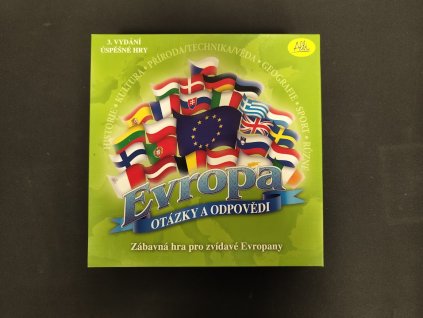 3. VYDÁNÍ
ÚSPĚŠNÉ HRY
Albi
HISTORIE • KULTURA • PŘÍRODA/TECHNIKA/VĚDA • GEOGRAFIE • SPORT • RŮZNÉ
Evropa
OTÁZKY A ODPOVĚDI
Zábavná hra pro zvídavé Evropany